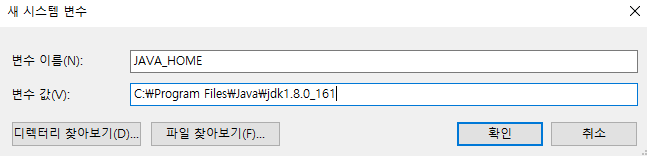 새 시스템 변수
변수 이름(N): JAVA_HOME
변수 값(V): C:₩Program Files₩Java₩jdk1.8.0_161
디렉터리 찾아보기(D)... 파일 찾아보기(F)... 확인 취소